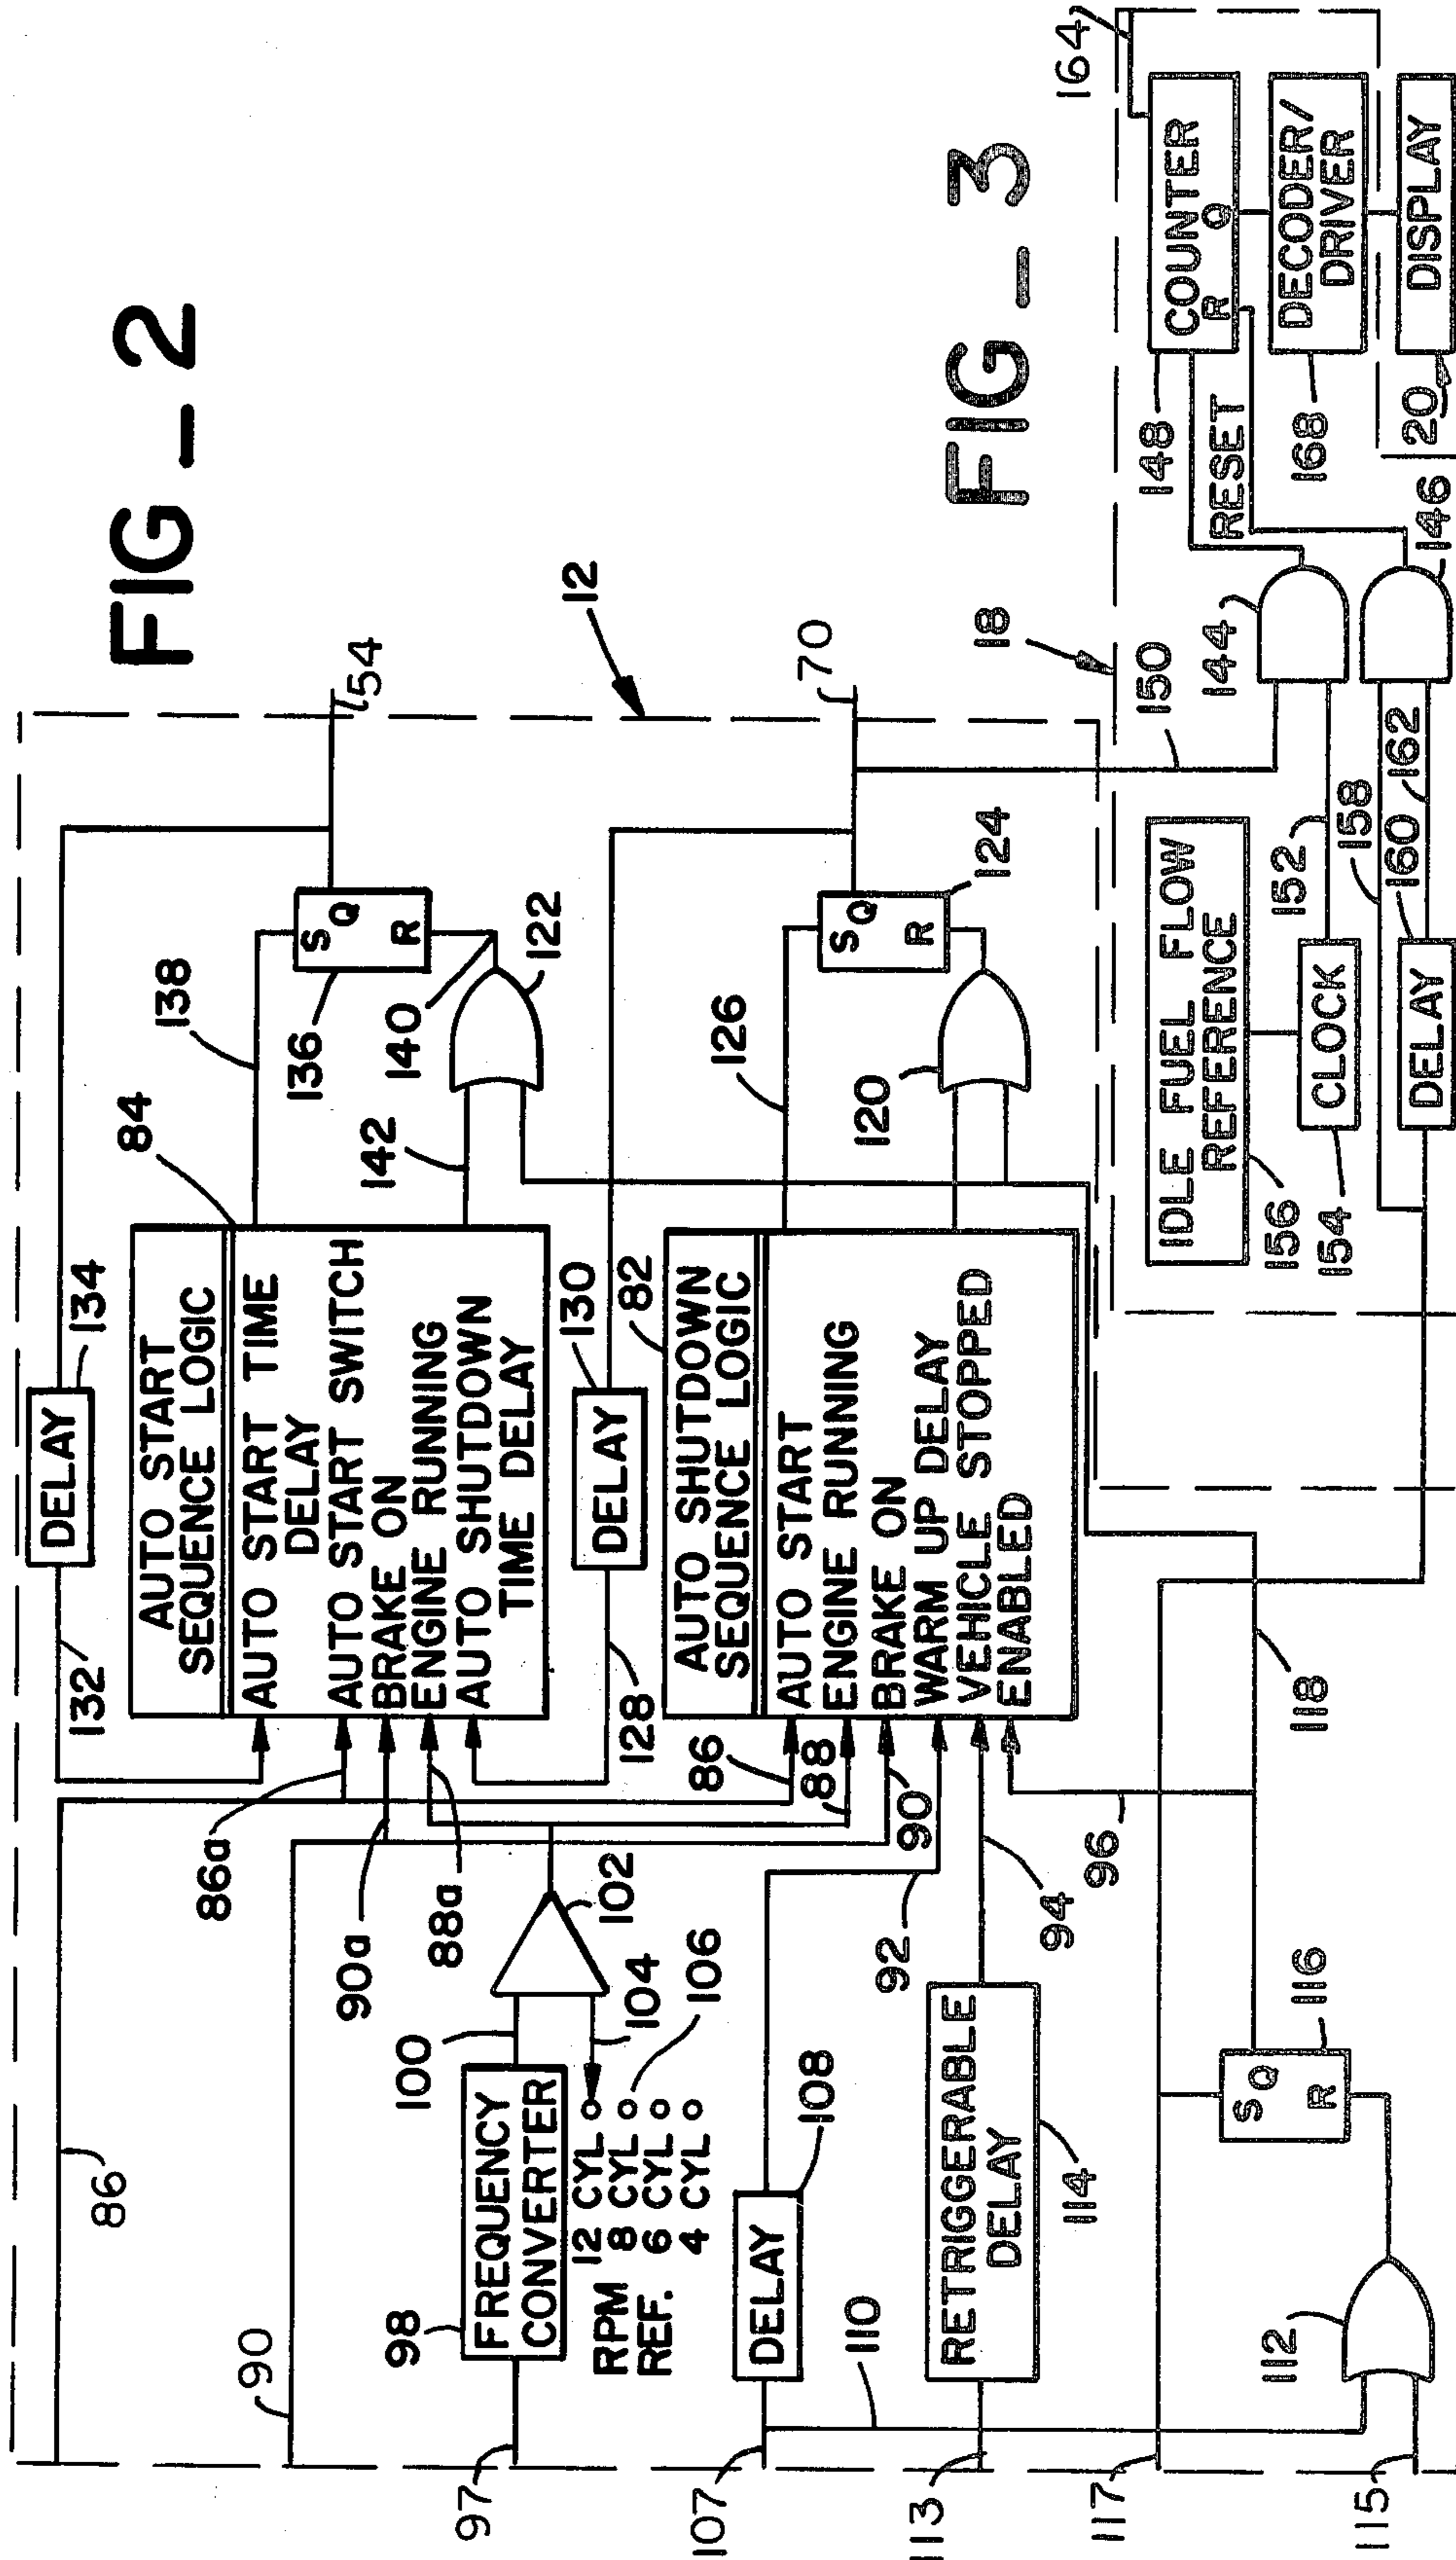 FIG – 2
86
90
97
98
FREQUENCY
CONVERTER
100
102
104
106
RPM
REF.
12 CYL
8 CYL
6 CYL
4 CYL
107
DELAY
108
110
113
RETRIGGERABLE
DELAY
114
117
115
112
S
Q
R
116
118
86a
90a
88a
92
94
96
86
88
90
132
DELAY
134
84
AUTO START
SEQUENCE LOGIC
AUTO START TIME
DELAY
AUTO START SWITCH
BRAKE ON
ENGINE RUNNING
AUTO SHUTDOWN
TIME DELAY
128
DELAY
130
82
AUTO SHUTDOWN
SEQUENCE LOGIC
AUTO START
ENGINE RUNNING
BRAKE ON
WARM UP DELAY
VEHICLE STOPPED
ENABLED
138
136
S
Q
R
140
142
122
54
12
126
120
S
Q
R
124
70
FIG – 3
18
150
IDLE FUEL FLOW
REFERENCE
156
CLOCK
154
152
158
DELAY
160
162
144
146
RESET
148
COUNTER
R
Q
164
DECODER/
DRIVER
168
DISPLAY
20